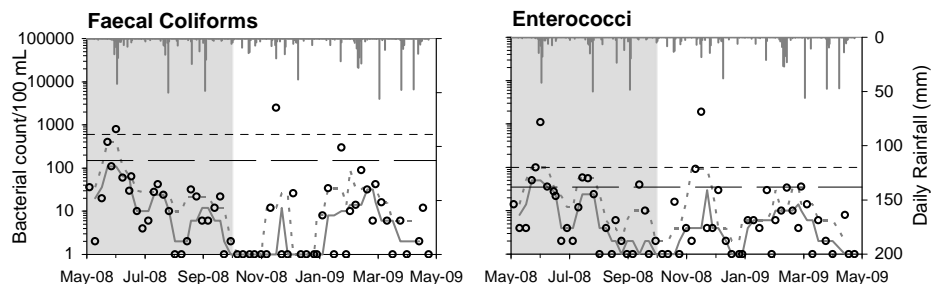 Faecal Coliforms
Enterococci
Bacterial count/100 mL
100000
10000
1000
100
10
1
May-08 Jul-08 Sep-08 Nov-08 Jan-09 Mar-09 May-09
May-08 Jul-08 Sep-08 Nov-08 Jan-09 Mar-09 May-09
0
50
100
150
200
Daily Rainfall (mm)